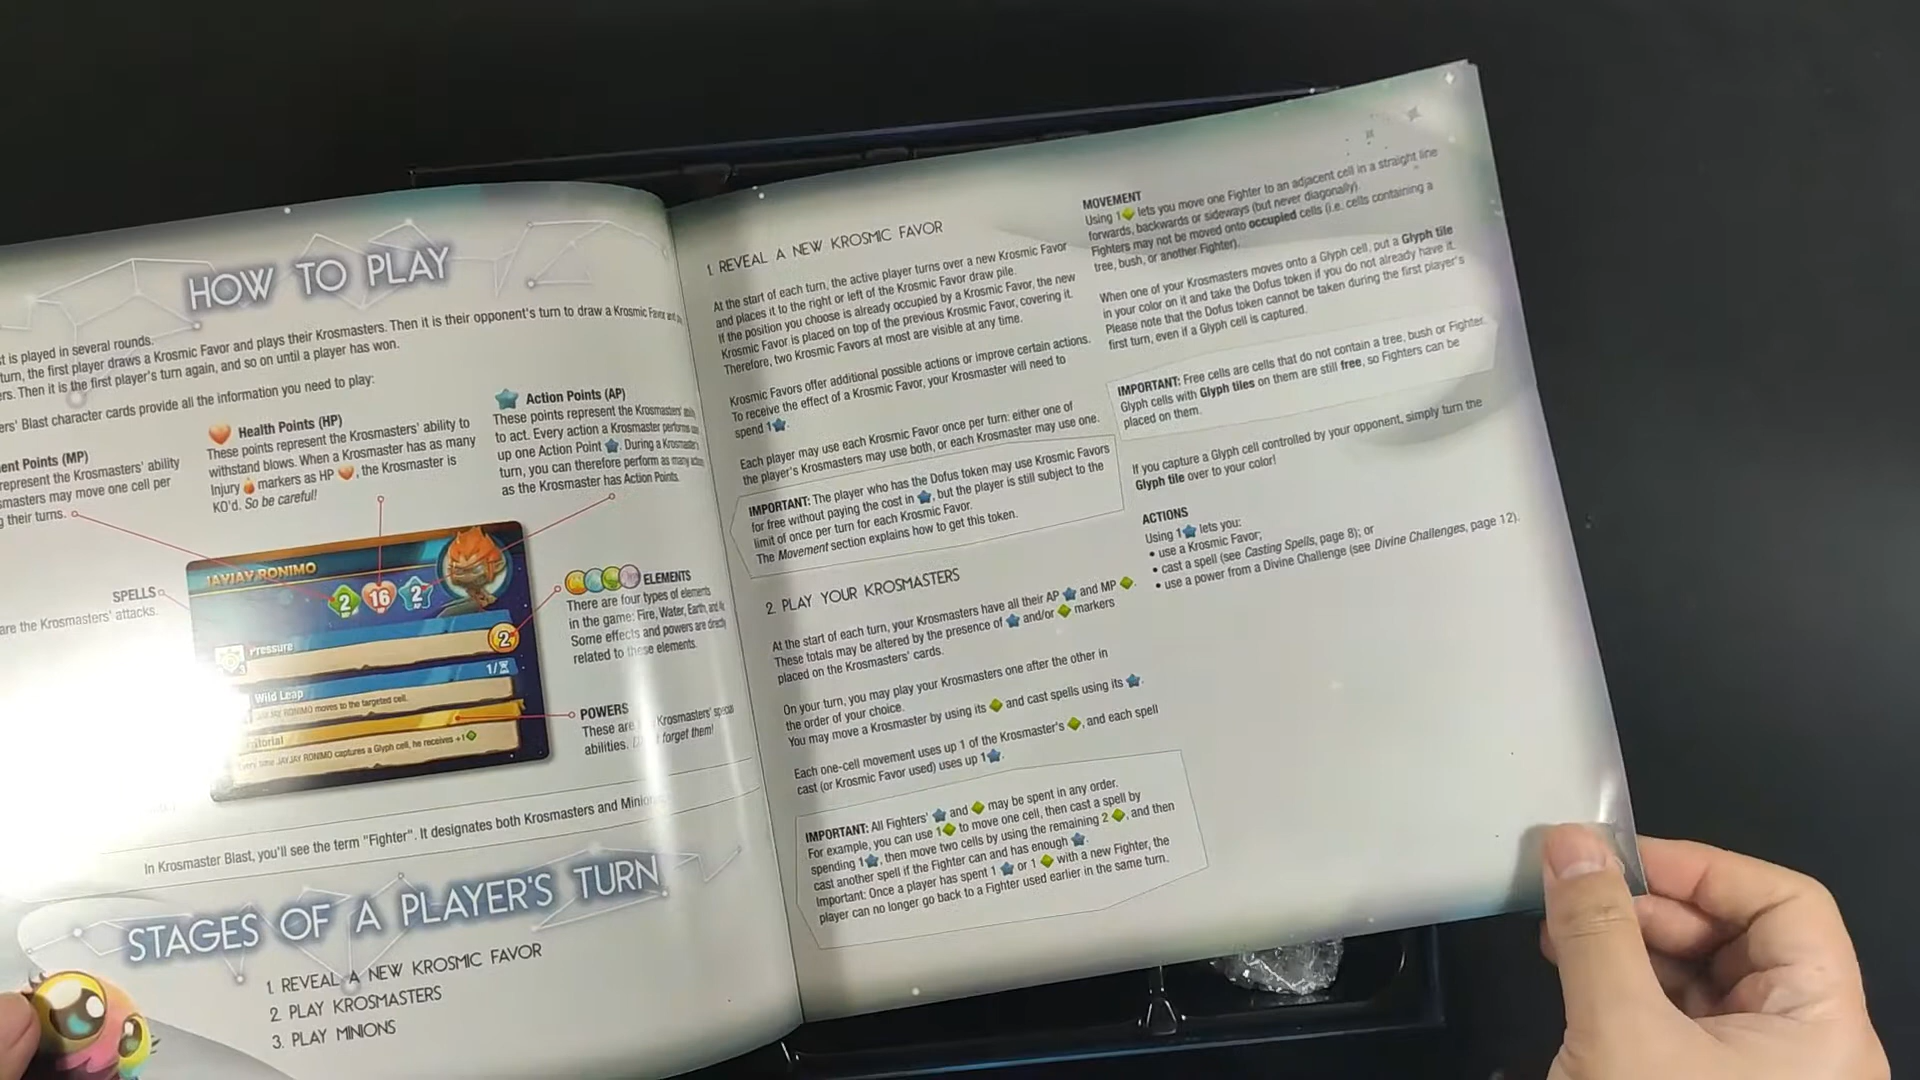 HOW TO PLAY
t is played in several rounds.
turn, the first player draws a Krosmic Favor and plays their Krosmasters. Then it is their opponent's turn to draw a Krosmic Favor and
rs. Then it is the first player's turn again, and so on until a player has won.
ers' Blast character cards provide all the information you need to play:
ent Points (MP)
represent the Krosmasters' ability
smasters may move one cell per
g their turns.
Health Points (HP)
These points represent the Krosmasters' ability to
withstand blows. When a Krosmaster has as many
Injury markers as HP , the Krosmaster is
KO'd. So be careful!
Action Points (AP)
These points represent the Krosmasters' ability
to act. Every action a Krosmaster performs
up one Action Point . During a Krosmaster's
turn, you can therefore perform as many actions
as the Krosmaster has Action Points.
SPELLS
are the Krosmasters' attacks.
JAYJAY RONIMO
2 16 2
Pressure
2
Wild Leap
1/
JAYJAY RONIMO moves to the targeted cell.
Every time JAYJAY RONIMO captures a Glyph cell, he receives +1
ELEMENTS
There are four types of elements
in the game: Fire, Water, Earth, and Air.
Some effects and powers are directly
related to these elements.
POWERS
These are Krosmasters' special
abilities. forget them!
In Krosmaster Blast, you'll see the term "Fighter". It designates both Krosmasters and Minions.
STAGES OF A PLAYER'S TURN
1. REVEAL A NEW KROSMIC FAVOR
2. PLAY KROSMASTERS
3. PLAY MINIONS
1. REVEAL A NEW KROSMIC FAVOR
At the start of each turn, the active player turns over a new Krosmic Favor
and places it to the right or left of the Krosmic Favor draw pile.
If the position you choose is already occupied by a Krosmic Favor, the new
Krosmic Favor is placed on top of the previous Krosmic Favor, covering it.
Therefore, two Krosmic Favors at most are visible at any time.
Krosmic Favors offer additional possible actions or improve certain actions.
To receive the effect of a Krosmic Favor, your Krosmaster will need to
spend 1 .
Each player may use each Krosmic Favor once per turn: either one of
the player's Krosmasters may use both, or each Krosmaster may use one.
IMPORTANT: The player who has the Dofus token may use Krosmic Favors
for free without paying the cost in , but the player is still subject to the
limit of once per turn for each Krosmic Favor.
The Movement section explains how to get this token.
2. PLAY YOUR KROSMASTERS
At the start of each turn, your Krosmasters have all their AP and MP .
These totals may be altered by the presence of and/or markers
placed on the Krosmasters' cards.
On your turn, you may play your Krosmasters one after the other in
the order of your choice.
You may move a Krosmaster by using its and cast spells using its .
Each one-cell movement uses up 1 of the Krosmaster's , and each spell
cast (or Krosmic Favor used) uses up 1 .
IMPORTANT: All Fighters' and may be spent in any order.
For example, you can use 1 to move one cell, then cast a spell by
spending 1 , then move two cells by using the remaining 2 , and then
cast another spell if the Fighter can and has enough .
Important: Once a player has spent 1 or 1 with a new Fighter, the
player can no longer go back to a Fighter used earlier in the same turn.
MOVEMENT
Using 1 lets you move one Fighter to an adjacent cell in a straight line
forwards, backwards or sideways (but never diagonally).
Fighters may not be moved onto occupied cells (i.e. cells containing a
tree, bush, or another Fighter).
When one of your Krosmasters moves onto a Glyph cell, put a Glyph tile
in your color on it and take the Dofus token if you do not already have it.
Please note that the Dofus token cannot be taken during the first player's
first turn, even if a Glyph cell is captured.
IMPORTANT: Free cells are cells that do not contain a tree, bush or Fighter.
Glyph cells with Glyph tiles on them are still free, so Fighters can be
placed on them.
If you capture a Glyph cell controlled by your opponent, simply turn the
Glyph tile over to your color!
ACTIONS
Using 1 lets you:
• use a Krosmic Favor;
• cast a spell (see Casting Spells, page 8); or
• use a power from a Divine Challenge (see Divine Challenges, page 12).